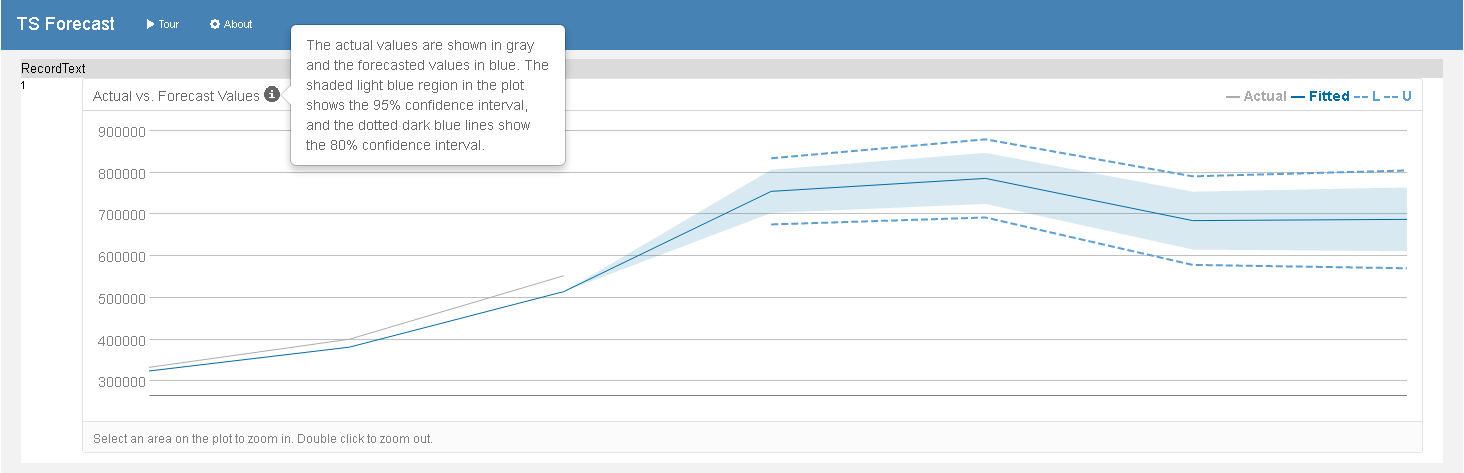 TS Forecast
Tour
About
The actual values are shown in gray
and the forecasted values in blue. The
shaded light blue region in the plot
shows the 95% confidence interval,
and the dotted dark blue lines show
the 80% confidence interval.
RecordText
1
Actual vs. Forecast Values
Actual Fitted L U
900000
800000
700000
600000
500000
400000
300000
Select an area on the plot to zoom in. Double click to zoom out.